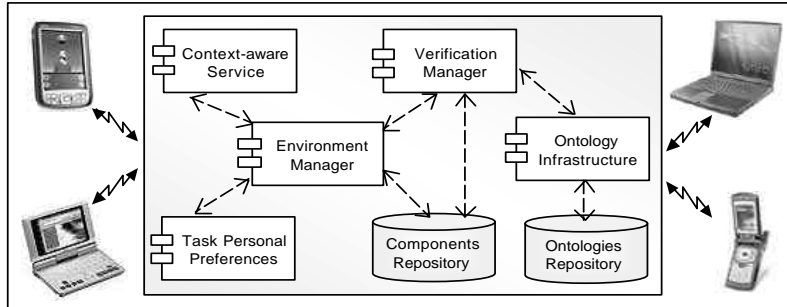 Context-aware
Service
Verification
Manager
Environment
Manager
Ontology
Infrastructure
Task Personal
Preferences
Components
Repository
Ontologies
Repository